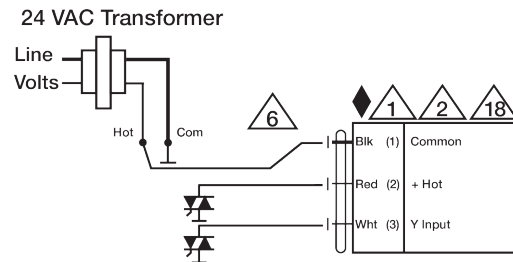 24 VAC Transformer
Line
Volts
Hot
Com
6
1
2
18
Blk (1) Common
Red (2) + Hot
Wht (3) Y Input